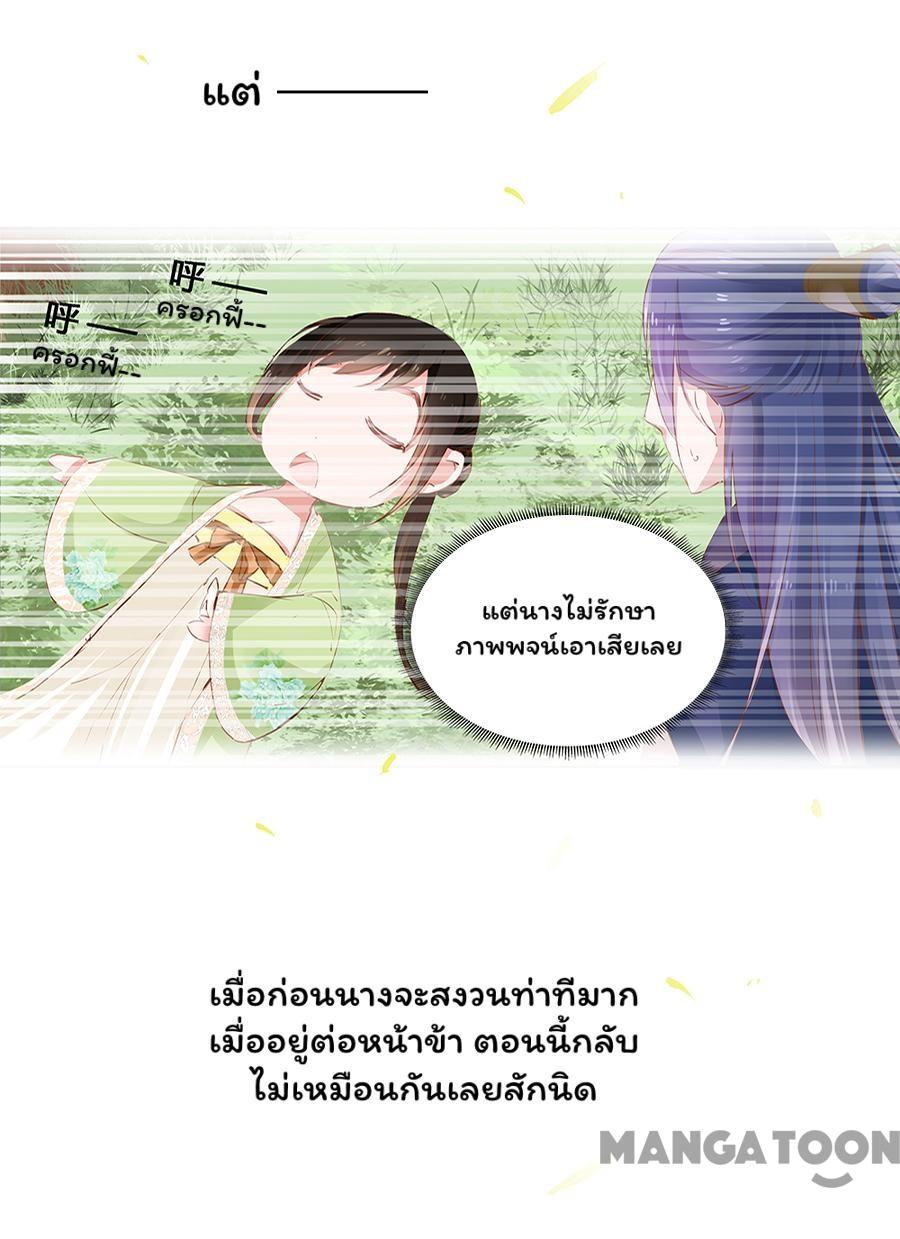 แต่
呼
ครอกฟี้--
呼
ครอกฟี้--
แต่นางไม่รักษา
ภาพพจน์เอาเสียเลย
เมื่อก่อนนางจะสงวนท่าทีมาก
เมื่ออยู่ต่อหน้าข้า ตอนนี้กลับ
ไม่เหมือนกันเลยสักนิด
MANGATOON